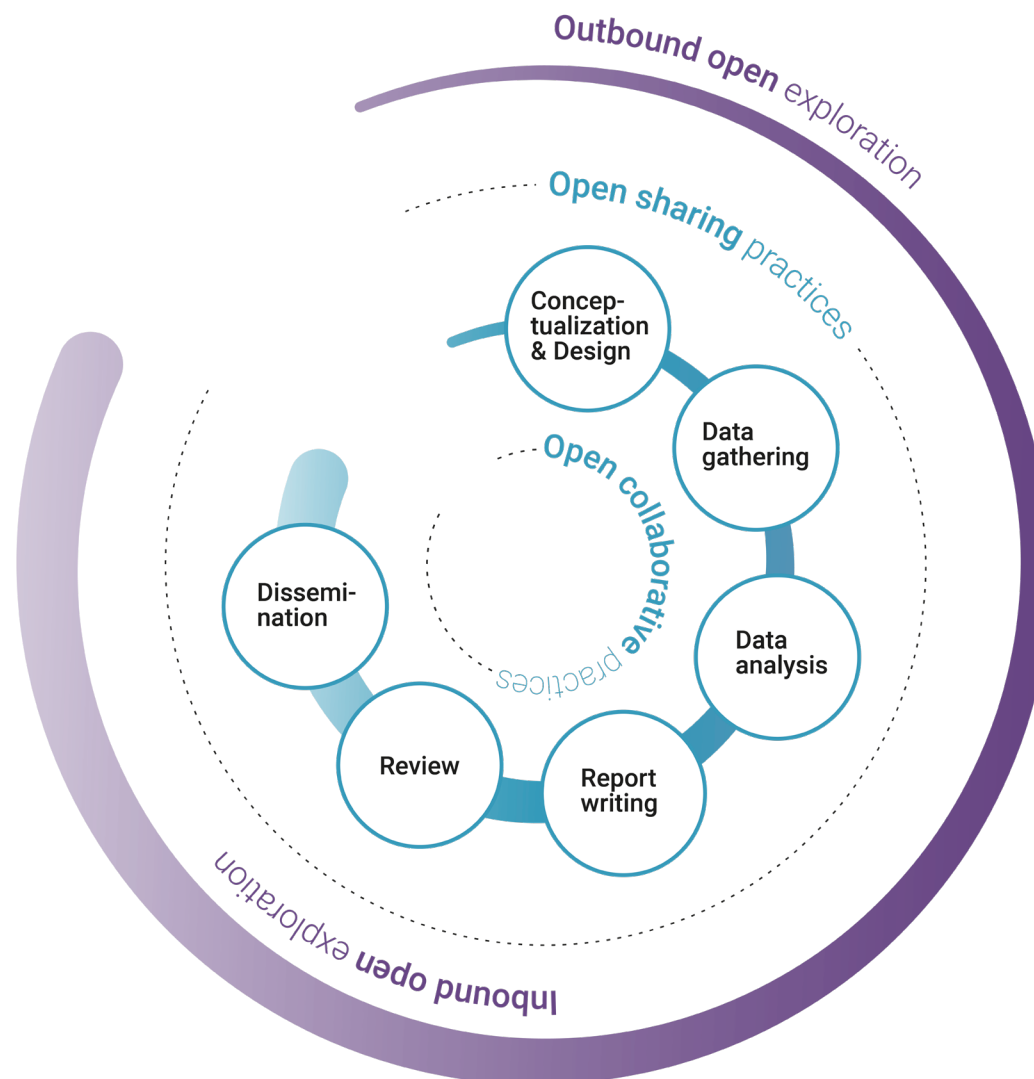 Outbound open exploration
Open sharing practices
Concep-
tualization
& Design
Data
gathering
Open collaborative practices
Data
analysis
Dissemi-
nation
Review
Report
writing
Inbound open exploration